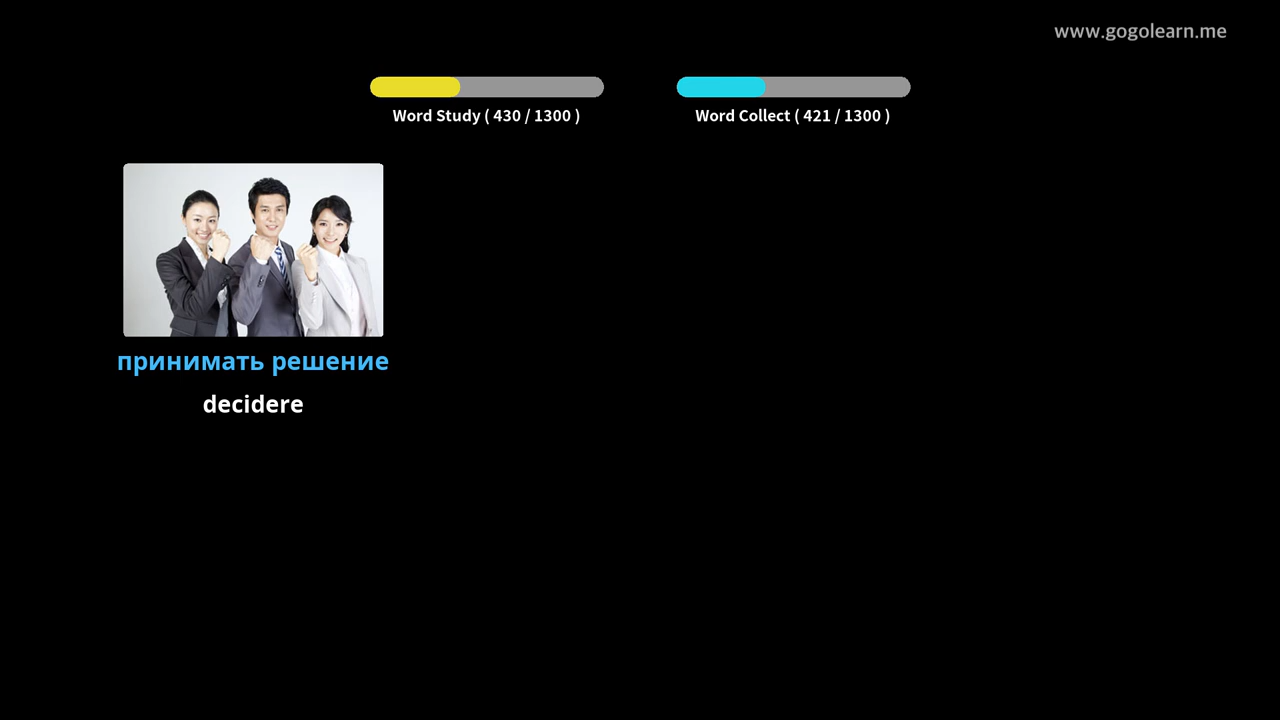 www.gogolearn.me
Word Study ( 430 / 1300 )
Word Collect ( 421 / 1300 )
принимать решение
decidere